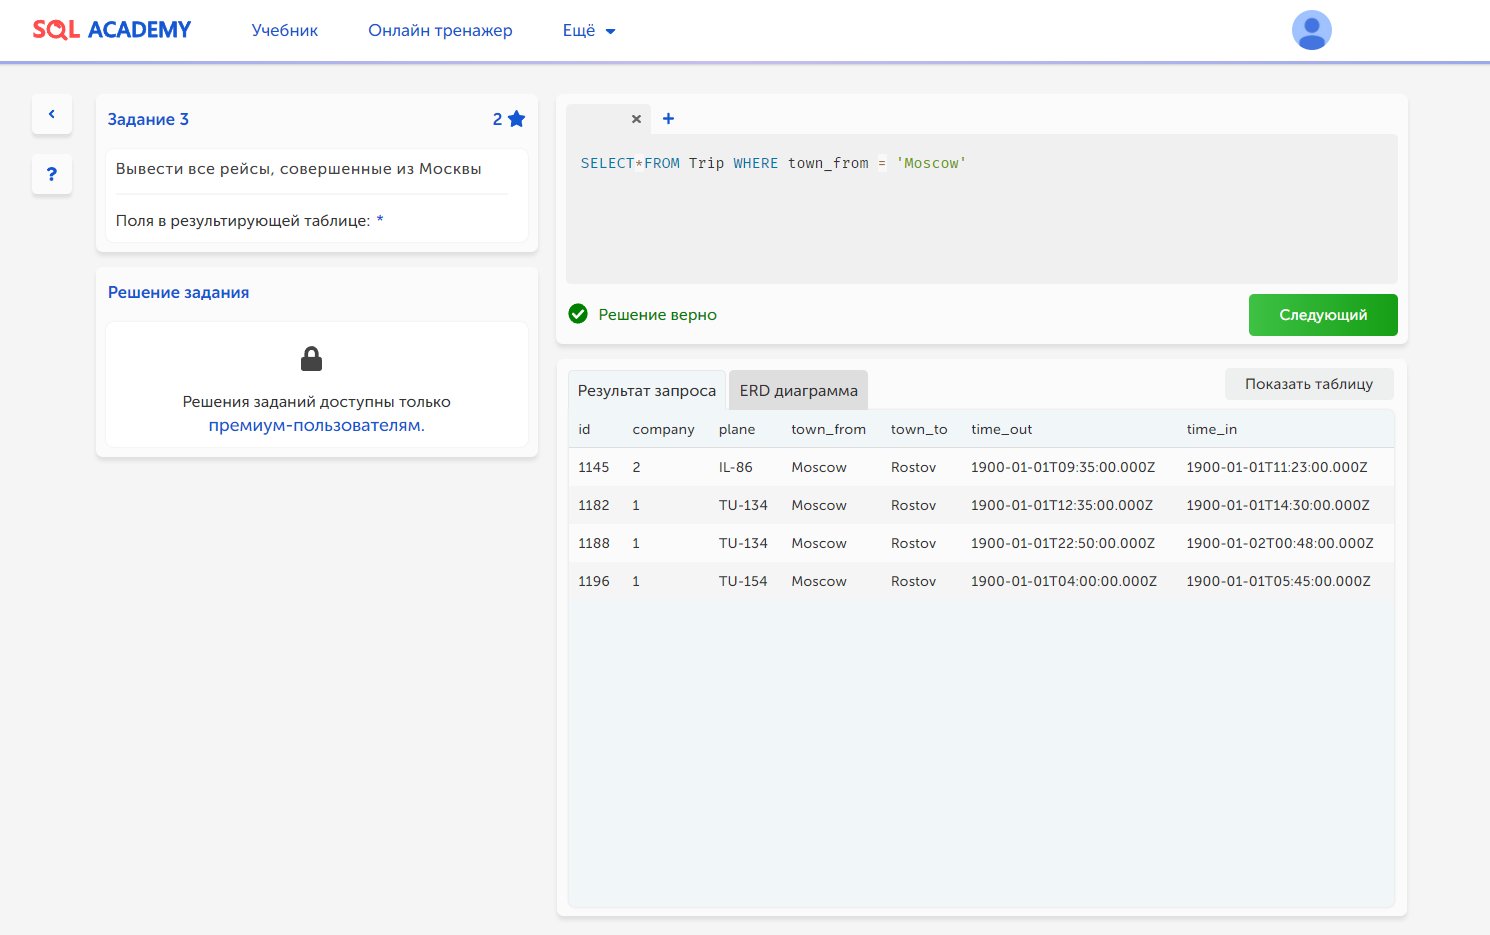 SQL ACADEMY
Учебник
Онлайн тренажер
Ещё
Задание 3
2
Вывести все рейсы, совершенные из Москвы
Поля в результирующей таблице: *
?
Решение задания
Решения заданий доступны только
премиум-пользователям.
SELECT*FROM Trip WHERE town_from = 'Moscow'
Решение верно
Следующий
Результат запроса
ERD диаграмма
Показать таблицу
id company plane town_from town_to time_out time_in
1145 2 IL-86 Moscow Rostov 1900-01-01T09:35:00.000Z 1900-01-01T11:23:00.000Z
1182 1 TU-134 Moscow Rostov 1900-01-01T12:35:00.000Z 1900-01-01T14:30:00.000Z
1188 1 TU-134 Moscow Rostov 1900-01-01T22:50:00.000Z 1900-01-02T00:48:00.000Z
1196 1 TU-154 Moscow Rostov 1900-01-01T04:00:00.000Z 1900-01-01T05:45:00.000Z